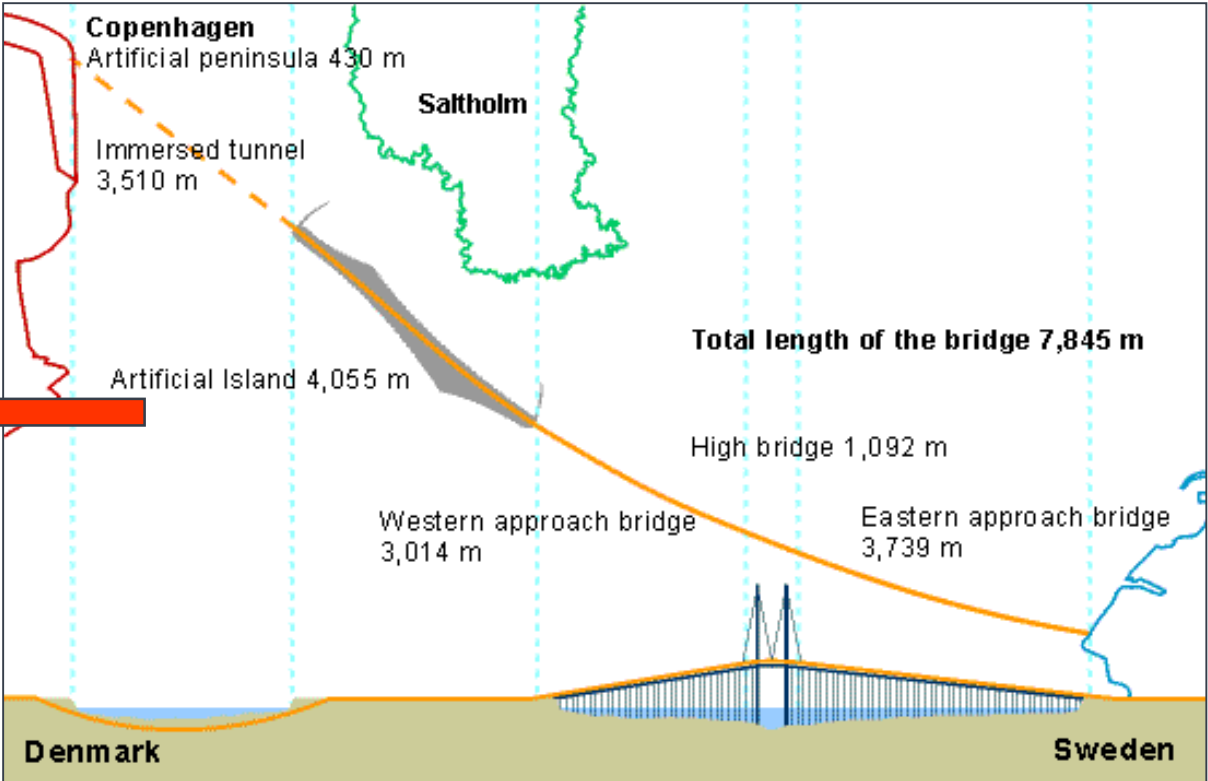 Copenhagen
Artificial peninsula 430 m
Saltholm
Immersed tunnel
3,510 m
Total length of the bridge 7,845 m
Artificial Island 4,055 m
High bridge 1,092 m
Western approach bridge
3,014 m
Eastern approach bridge
3,739 m
Denmark
Sweden